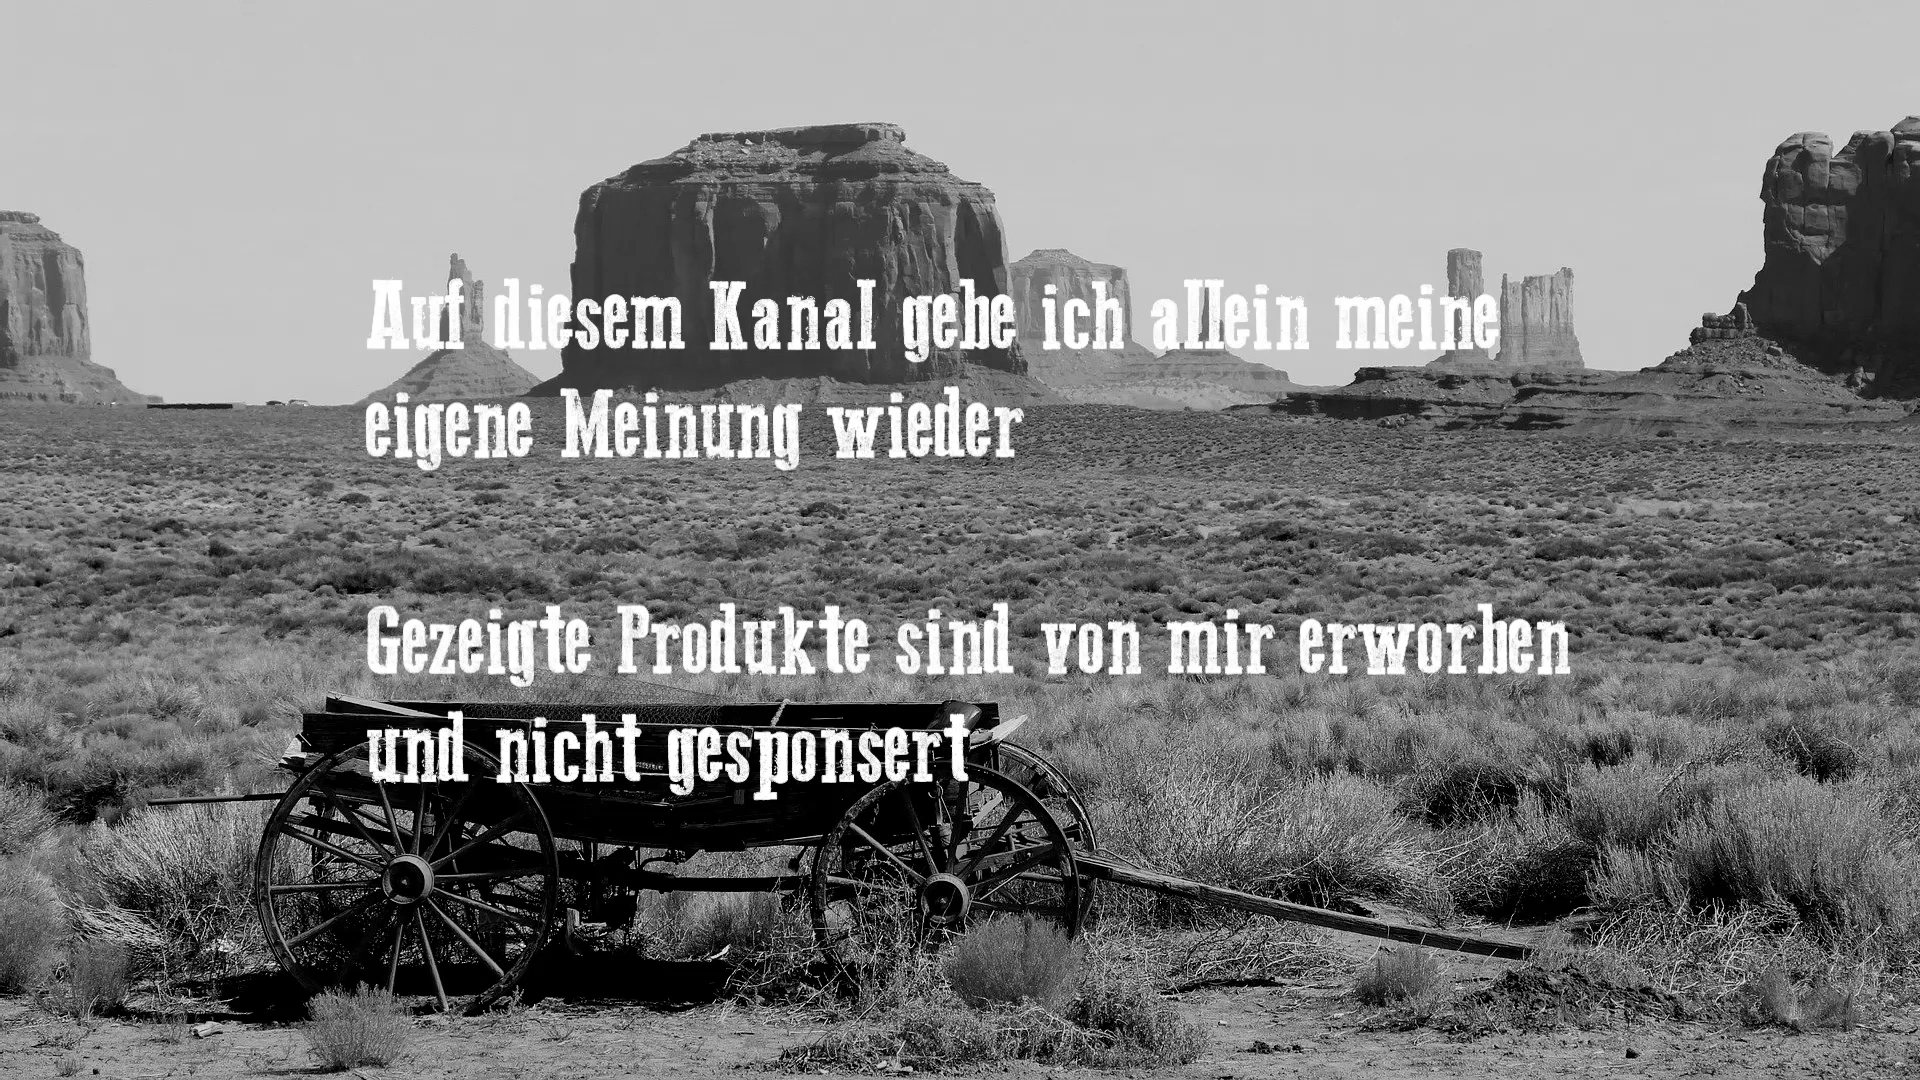 Auf diesem Kanal gebe ich allein meine
eigene Meinung wieder
Gezeigte Produkte sind von mir erworben
und nicht gesponsert